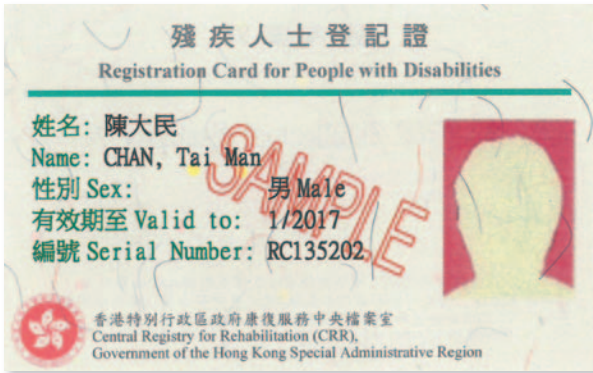 殘疾人士登記證
Registration Card for People with Disabilities
姓名: 陳大民
Name: CHAN, Tai Man
性別 Sex: 男 Male
有效期至 Valid to: 1/2017
編號 Serial Number: RC135202
SAMPLE
香港特別行政區政府康復服務中央檔案室
Central Registry for Rehabilitation (CRR),
Government of the Hong Kong Special Administrative Region